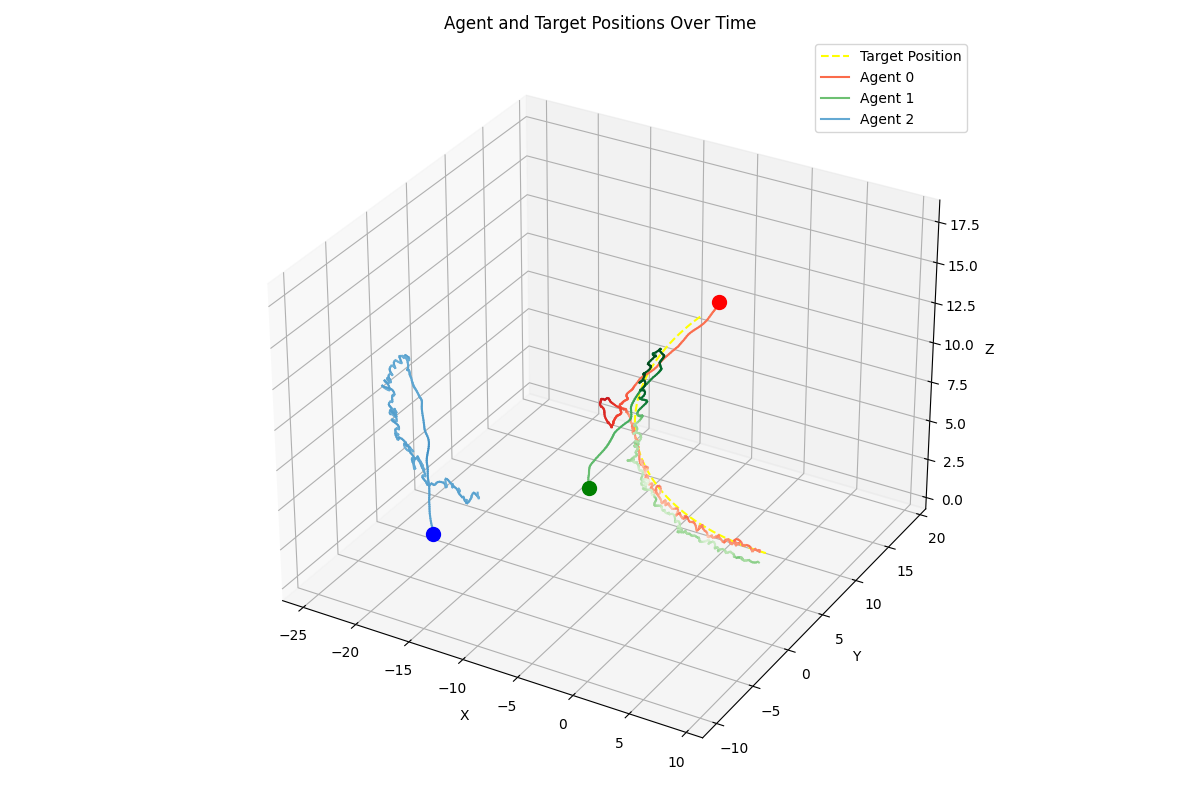 Agent and Target Positions Over Time
Target Position
Agent 0
Agent 1
Agent 2
17.5
15.0
12.5
10.0
Z
7.5
5.0
2.5
0.0
20
15
10
5
Y
0
−5
−10
−25
−20
−15
−10
X
−5
0
5
10